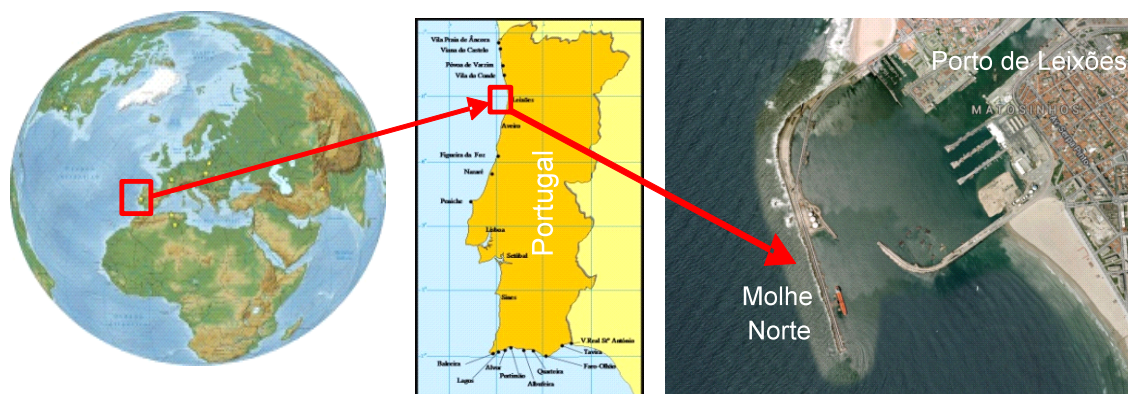 Vila Praia de Âncora
Viana do Castelo
Póvoa de Varzim
Vila do Conde
Leixões
Aveiro
Figueira da Foz
Nazaré
Peniche
Lisboa
Setúbal
Sines
Portugal
V. Real Stº António
Tavira
Faro-Olhão
Quarteira
Albufeira
Portimão
Alvor
Lagos
Baleeira
Porto de Leixões
MATOSINHOS
Molhe
Norte